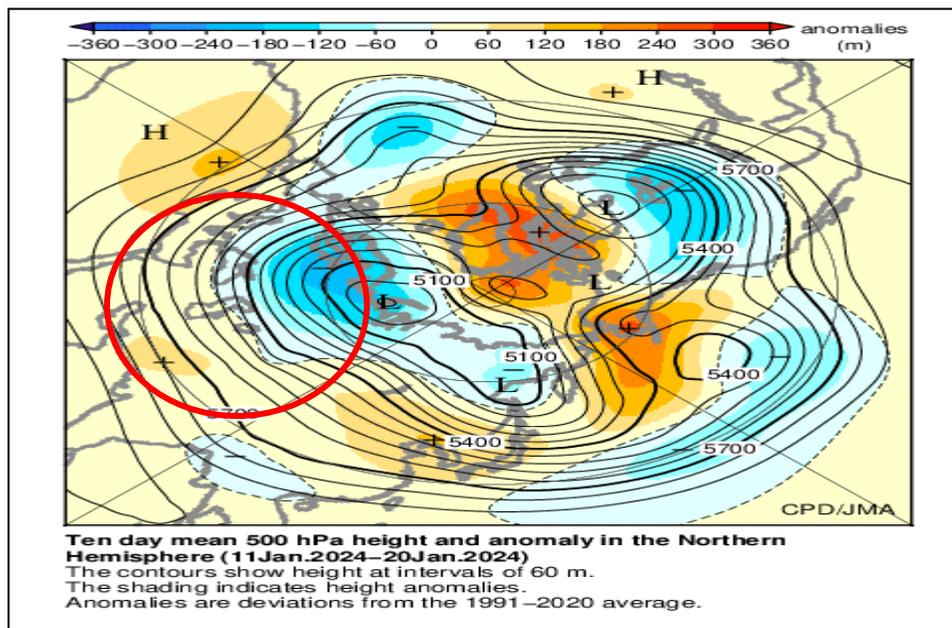 anomalies
−360−300−240−180−120 −60 0 60 120 180 240 300 360 (m)
H
H
+
+
−
5700
−
L
+
5400
−
5100
L
L
+
+
5100
−
5400
−
L
5700
+
5400
−
5700
−
CPD/JMA
Ten day mean 500 hPa height and anomaly in the Northern
Hemisphere (11Jan.2024−20Jan.2024)
The contours show height at intervals of 60 m.
The shading indicates height anomalies.
Anomalies are deviations from the 1991−2020 average.